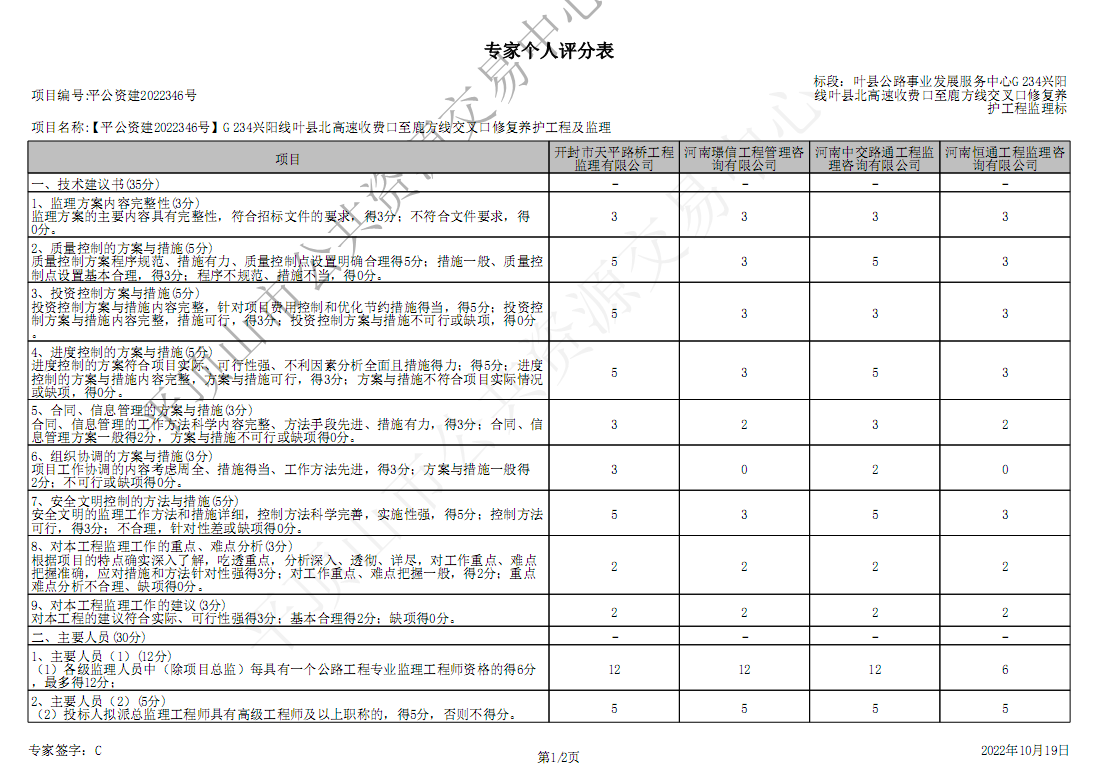 专家个人评分表
项目编号:平公资建2022346号
标段：叶县公路事业发展服务中心G234兴阳
线叶县北高速收费口至鹿方线交叉口修复养
护工程监理标
项目名称:【平公资建2022346号】G234兴阳线叶县北高速收费口至鹿方线交叉口修复养护工程及监理
项目 开封市天平路桥工程监理有限公司 河南璟信工程管理咨询有限公司 河南中交路通工程监理咨询有限公司 河南恒通工程监理咨询有限公司
一、技术建议书(35分) - - - -
1、监理方案内容完整性(3分)
监理方案的主要内容具有完整性，符合招标文件的要求，得3分；不符合文件要求，得
0分。
3 3 3 3
2、质量控制的方案与措施(5分)
质量控制方案程序规范、措施有力、质量控制点设置明确合理得5分；措施一般、质量控
制点设置基本合理，得3分；程序不规范、措施不当，得0分。
5 3 5 3
3、投资控制方案与措施(5分)
投资控制方案与措施内容完整，针对项目费用控制和优化节约措施得当，得5分；投资控
制方案与措施内容完整，措施可行，得3分；投资控制方案与措施不可行或缺项，得0分
。
5 3 3 3
4、进度控制的方案与措施(5分)
进度控制的方案符合项目实际、可行性强、不利因素分析全面且措施得力；得5分；进度
控制的方案与措施内容完整，方案与措施可行，得3分；方案与措施不符合项目实际情况
或缺项，得0分。
5 3 5 3
5、合同、信息管理的方案与措施(3分)
合同、信息管理的工作方法科学内容完整、方法手段先进、措施有力，得3分；合同、信
息管理方案一般得2分，方案与措施不可行或缺项得0分。
3 2 3 2
6、组织协调的方案与措施(3分)
项目工作协调的内容考虑周全、措施得当、工作方法先进，得3分；方案与措施一般得
2分；不可行或缺项得0分。
3 0 2 0
7、安全文明控制的方法与措施(5分)
安全文明的监理工作方法和措施详细，控制方法科学完善，实施性强，得5分；控制方法
可行，得3分；不合理，针对性差或缺项得0分。
5 3 5 3
8、对本工程监理工作的重点、难点分析(3分)
根据项目的特点确实深入了解，吃透重点，分析深入、透彻、详尽，对工作重点、难点
把握准确，应对措施和方法针对性强得3分；对工作重点、难点把握一般，得2分；重点
难点分析不合理、缺项得0分。
2 2 2 2
9、对本工程监理工作的建议(3分)
对本工程的建议符合实际、可行性强得3分；基本合理得2分；缺项得0分。
2 2 2 2
二、主要人员(30分) - - - -
1、主要人员（1）(12分)
（1）各级监理人员中（除项目总监）每具有一个公路工程专业监理工程师资格的得6分
，最多得12分；
12 12 12 6
2、主要人员（2）(5分)
（2）投标人拟派总监理工程师具有高级工程师及以上职称的，得5分，否则不得分。
5 5 5 5
专家签字：C
第1/2页
2022年10月19日
平顶山市公共资源交易中心
平顶山市公共资源交易中心